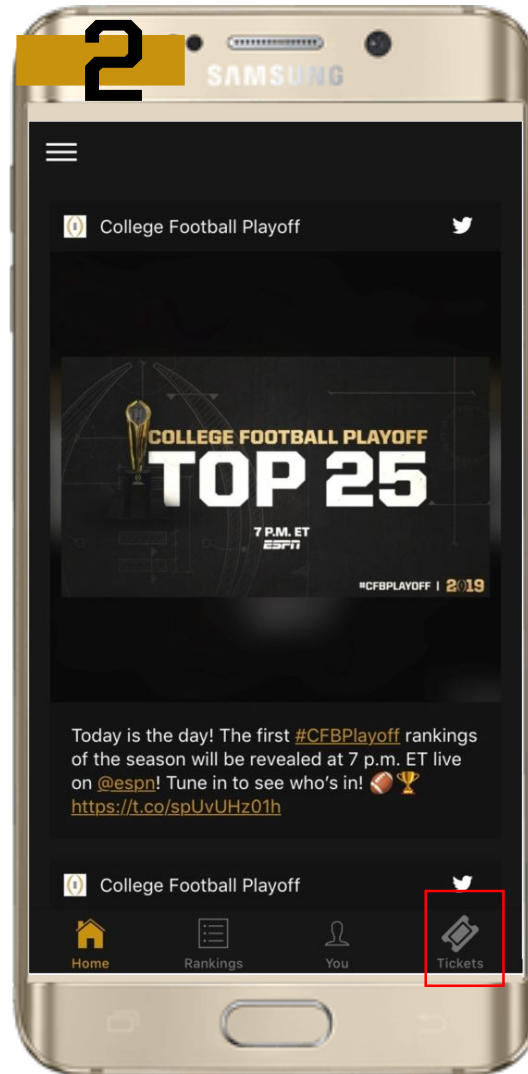 2
SAMSUNG
College Football Playoff
COLLEGE FOOTBALL PLAYOFF
TOP 25
7 P.M. ET
ESPN
#CFBPLAYOFF | 2019
Today is the day! The first #CFBPlayoff rankings
of the season will be revealed at 7 p.m. ET live
on @espn! Tune in to see who's in! 🏈🏆
https://t.co/spUvUHz01h
College Football Playoff
Home Rankings You Tickets